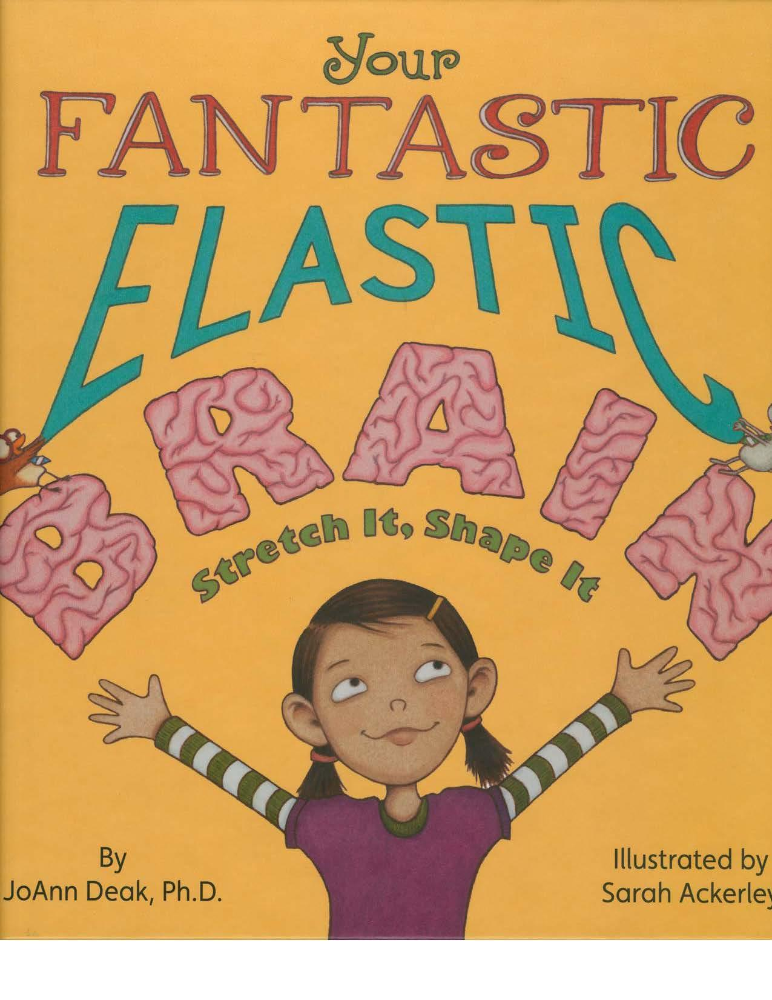 Your
FANTASTIC
ELASTIC
BRAIN
Stretch It, Shape It
By
JoAnn Deak, Ph.D.
Illustrated by
Sarah Ackerley